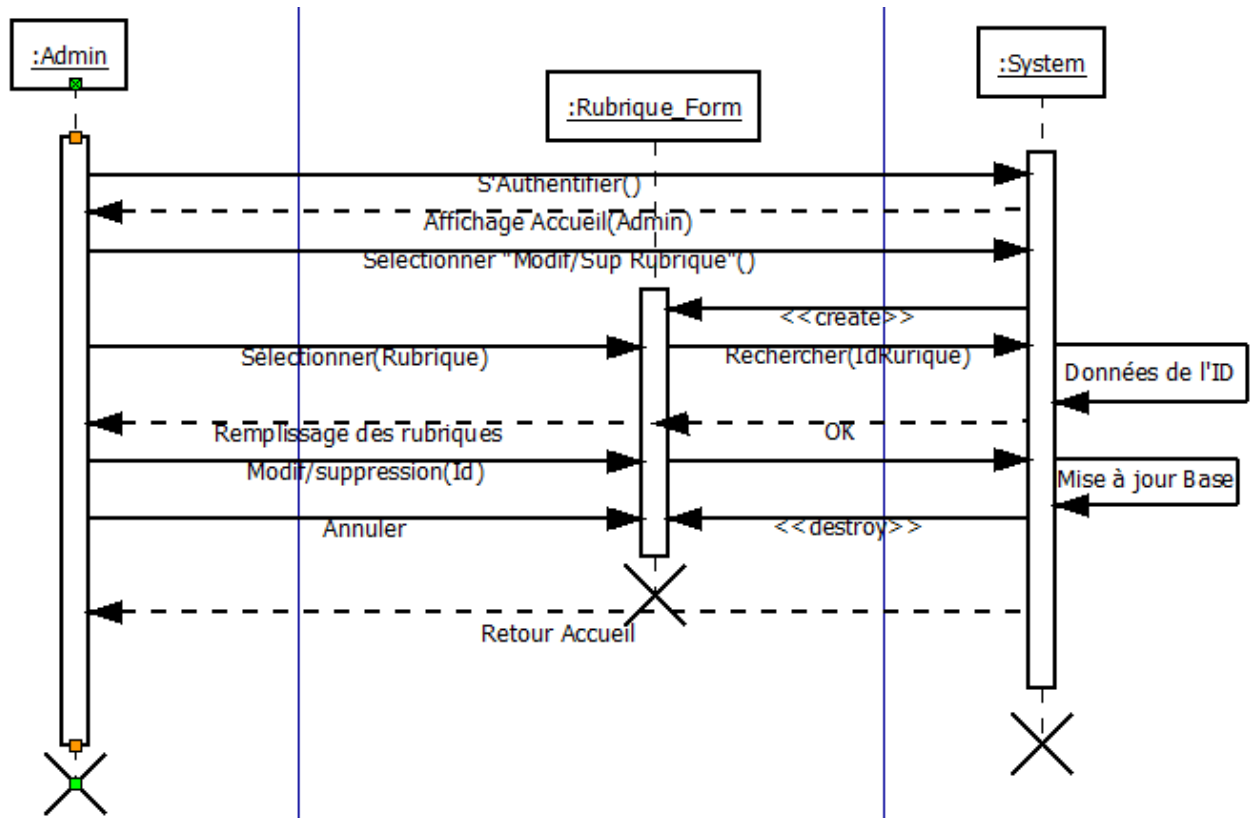 :Admin
:System
:Rubrique_Form
S'Authentifier()
Affichage Accueil(Admin)
Sélectionner "Modif/Sup Rubrique"()
<<create>>
Sélectionner(Rubrique)
Rechercher(IdRurique)
Données de l'ID
Remplissage des rubriques
OK
Modif/suppression(Id)
Mise à jour Base
Annuler
<<destroy>>
Retour Accueil